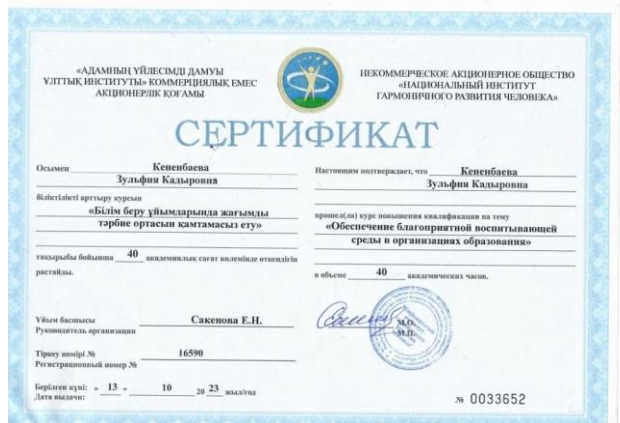 «АДАМНЫҢ ҮЙЛЕСІМДІ ДАМУЫ
ҰЛТТЫҚ ИНСТИТУТЫ» КОММЕРЦИЯЛЫҚ ЕМЕС
АКЦИОНЕРЛІК ҚОҒАМЫ
НЕКОММЕРЧЕСКОЕ АКЦИОНЕРНОЕ ОБЩЕСТВО
«НАЦИОНАЛЬНЫЙ ИНСТИТУТ
ГАРМОНИЧНОГО РАЗВИТИЯ ЧЕЛОВЕКА»
СЕРТИФИКАТ
Осымен Кененбаева
Зульфия Кадыровна
біліктілікті арттыру курсын
«Білім беру ұйымдарында жағымды
тәрбие ортасын қамтамасыз ету»
тақырыбы бойынша 40 академиялық сағат көлемінде өткендігін
растайды.
Настоящим подтверждает, что Кененбаева
Зульфия Кадыровна
прошел(ла) курс повышения квалификации на тему
«Обеспечение благоприятной воспитывающей
среды в организациях образования»
в объеме 40 академических часов.
Ұйым басшысы Сакенова Е.Н.
Руководитель организации
М.О.
М.П.
Тіркеу нөмірі № 16590
Регистрационный номер №
Берілген күні: « 13 » 10 20 23 жыл/год
Дата выдачи:
№ 0033652